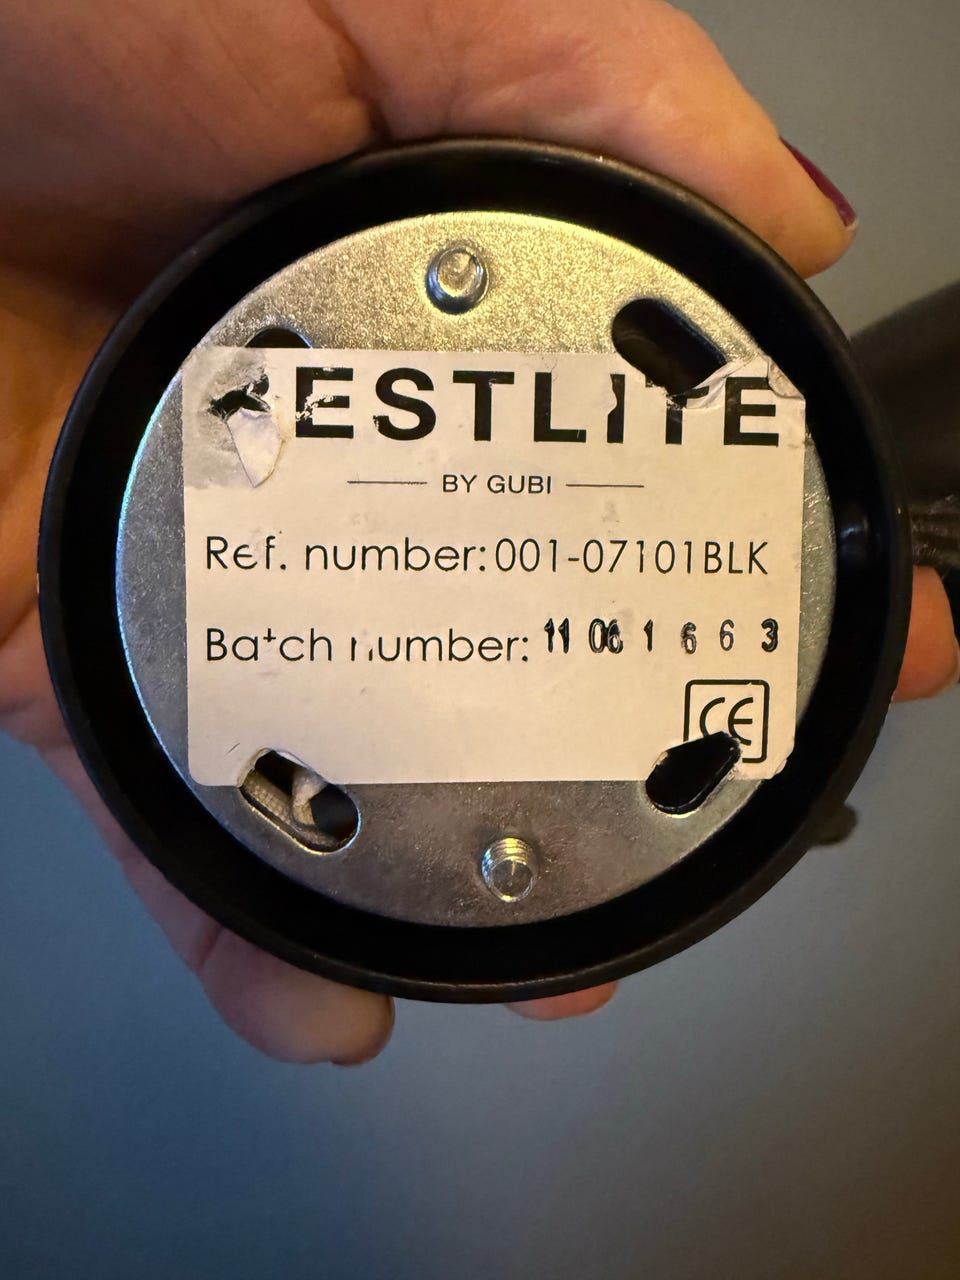 ESTLITE
BY GUBI
Ref. number: 001-07101BLK
Batch number: 11 06 1 6 6 3
CE